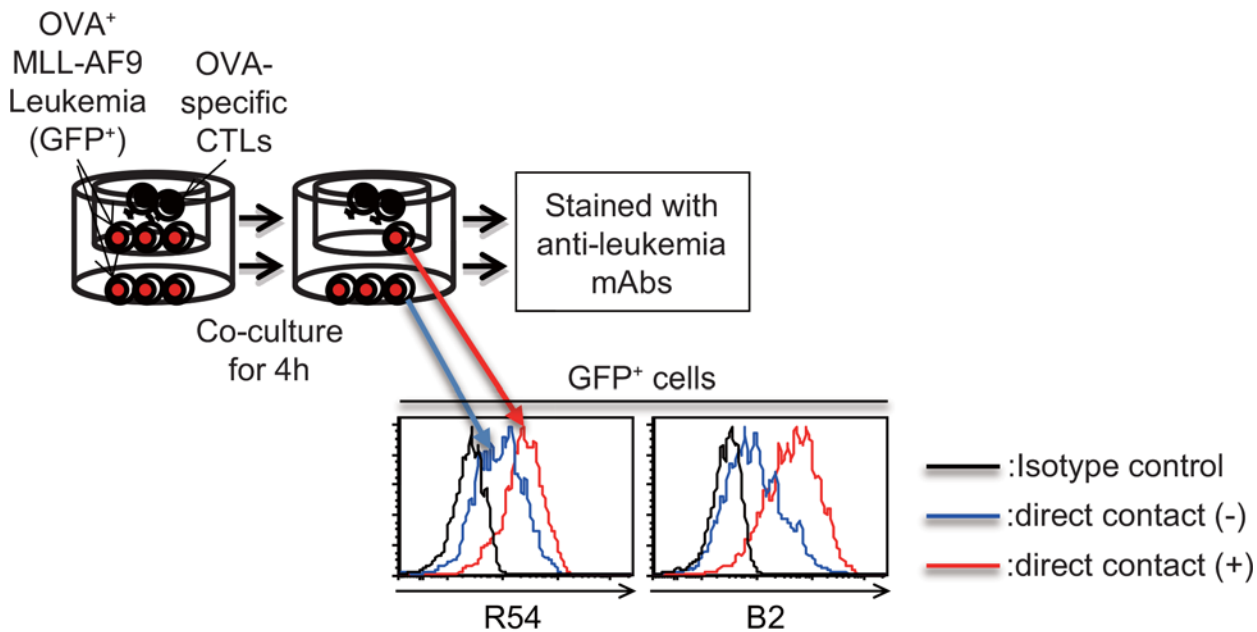 OVA+
MLL-AF9
Leukemia
(GFP+)
OVA-
specific
CTLs
Co-culture
for 4h
Stained with
anti-leukemia
mAbs
GFP+ cells
R54
B2
:Isotype control
:direct contact (-)
:direct contact (+)